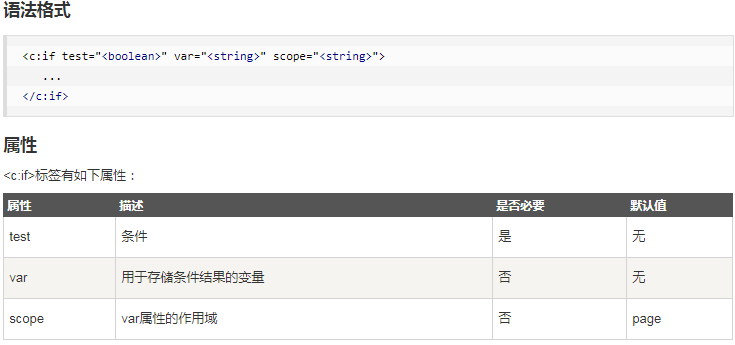 语法格式
<c:if test="<boolean>" var="<string>" scope="<string>">
...
</c:if>
属性
<c:if>标签有如下属性：
属性 描述 是否必要 默认值
test 条件 是 无
var 用于存储条件结果的变量 否 无
scope var属性的作用域 否 page